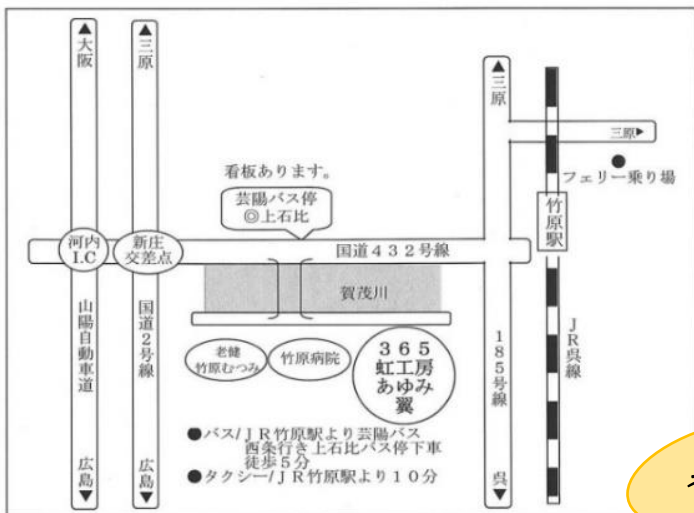 ▲大阪
▲三原
▲三原
三原▶
フェリー乗り場
竹原駅
看板あります。
芸陽バス停
◎上石比
河内
I.C
新庄
交差点
国道432号線
賀茂川
山陽自動車道
国道2号線
185号線
JR呉線
老健
竹原むつみ
竹原病院
365
虹工房
あゆみ
翼
●バス/JR竹原駅より芸陽バス
西条行き上石比バス停下車
徒歩5分
●タクシー/JR竹原駅より10分
広島▼
広島▼
呉▼